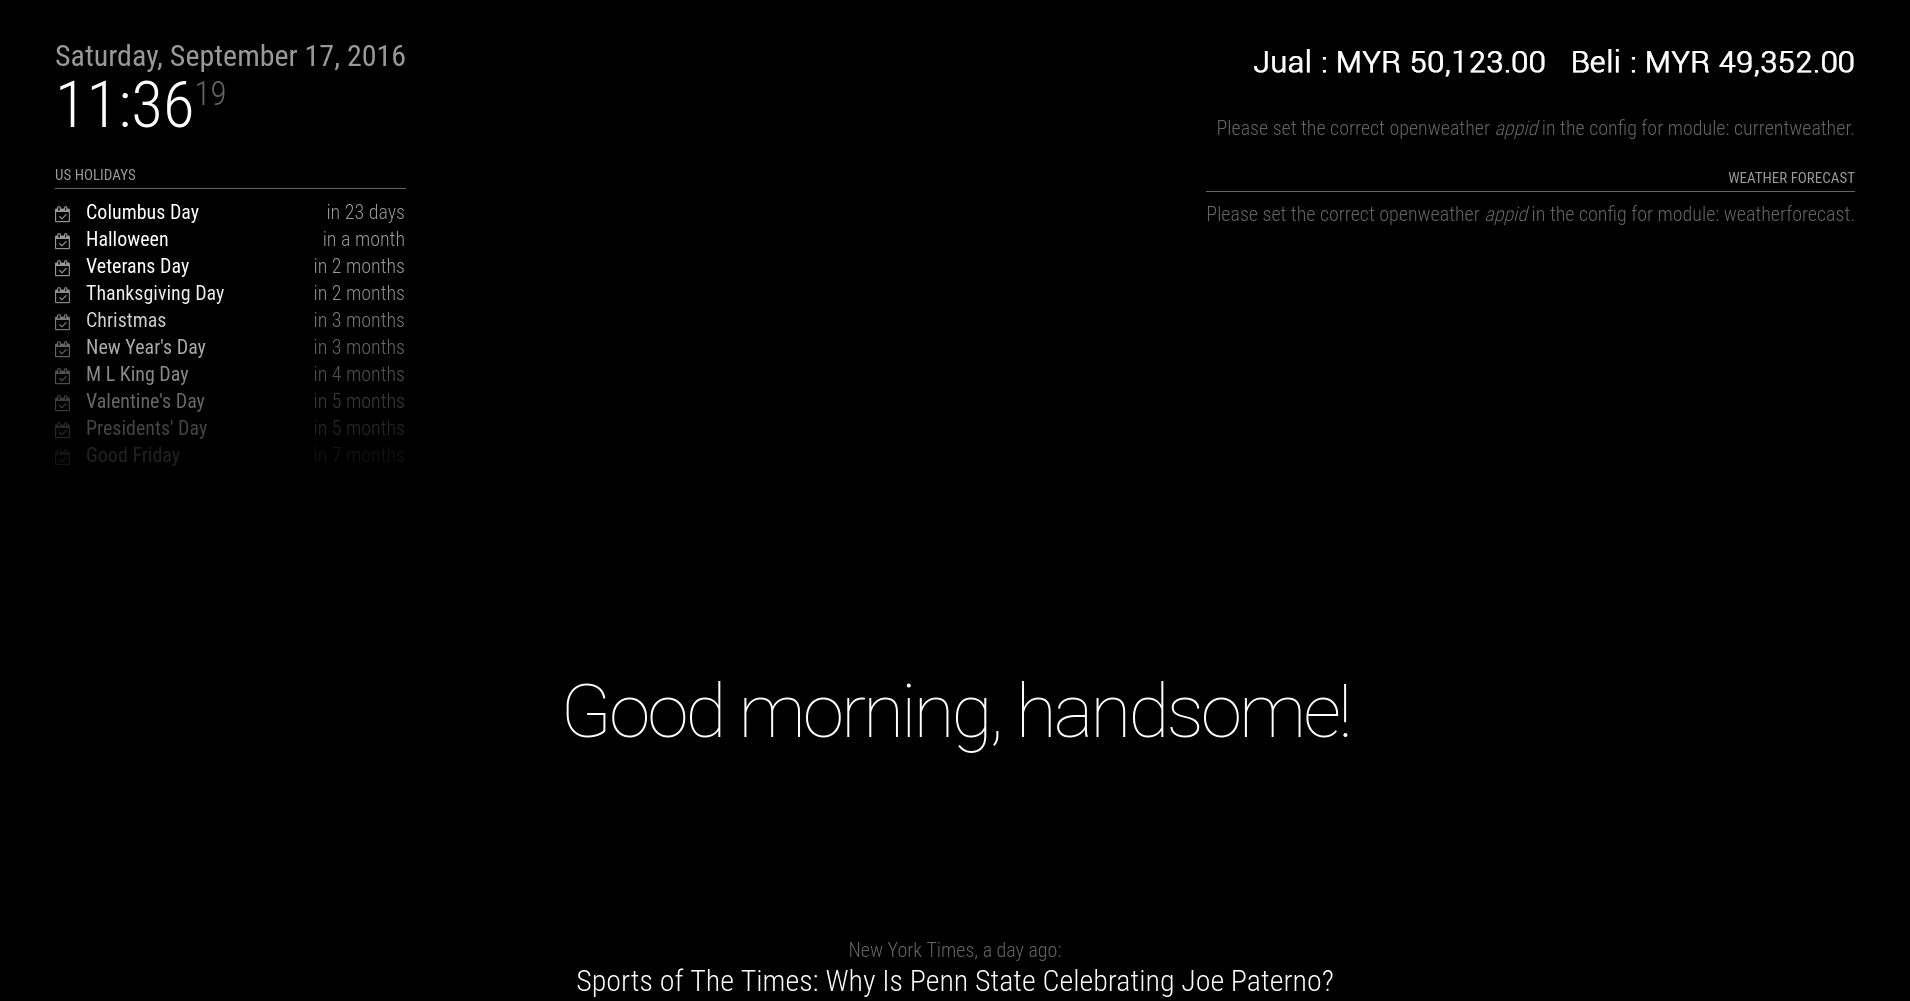 Saturday, September 17, 2016
11:36 19
US HOLIDAYS
Columbus Day in 23 days
Halloween in a month
Veterans Day in 2 months
Thanksgiving Day in 2 months
Christmas in 3 months
New Year's Day in 3 months
M L King Day in 4 months
Valentine's Day in 5 months
Presidents' Day in 5 months
Good Friday in 7 months
Jual : MYR 50,123.00 Beli : MYR 49,352.00
Please set the correct openweather appid in the config for module: currentweather.
WEATHER FORECAST
Please set the correct openweather appid in the config for module: weatherforecast.
Good morning, handsome!
New York Times, a day ago:
Sports of The Times: Why Is Penn State Celebrating Joe Paterno?